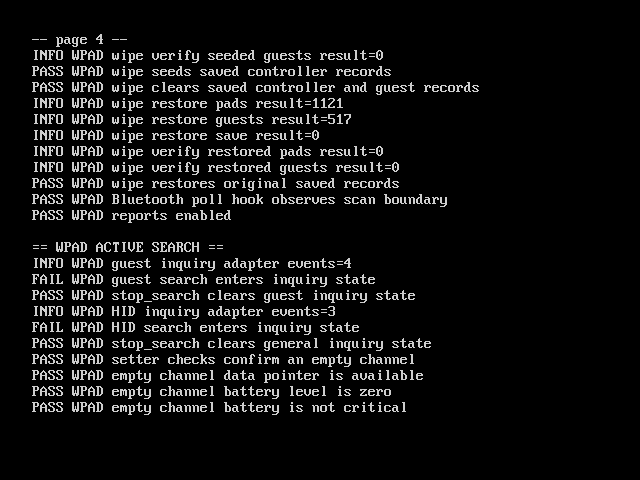 -- page 4 --
INFO WPAD wipe verify seeded guests result=0
PASS WPAD wipe seeds saved controller records
PASS WPAD wipe clears saved controller and guest records
INFO WPAD wipe restore pads result=1121
INFO WPAD wipe restore guests result=517
INFO WPAD wipe restore save result=0
INFO WPAD wipe verify restored pads result=0
INFO WPAD wipe verify restored guests result=0
PASS WPAD wipe restores original saved records
PASS WPAD Bluetooth poll hook observes scan boundary
PASS WPAD reports enabled
== WPAD ACTIVE SEARCH ==
INFO WPAD guest inquiry adapter events=4
FAIL WPAD guest search enters inquiry state
PASS WPAD stop_search clears guest inquiry state
INFO WPAD HID inquiry adapter events=3
FAIL WPAD HID search enters inquiry state
PASS WPAD stop_search clears general inquiry state
PASS WPAD setter checks confirm an empty channel
PASS WPAD empty channel data pointer is available
PASS WPAD empty channel battery level is zero
PASS WPAD empty channel battery is not critical